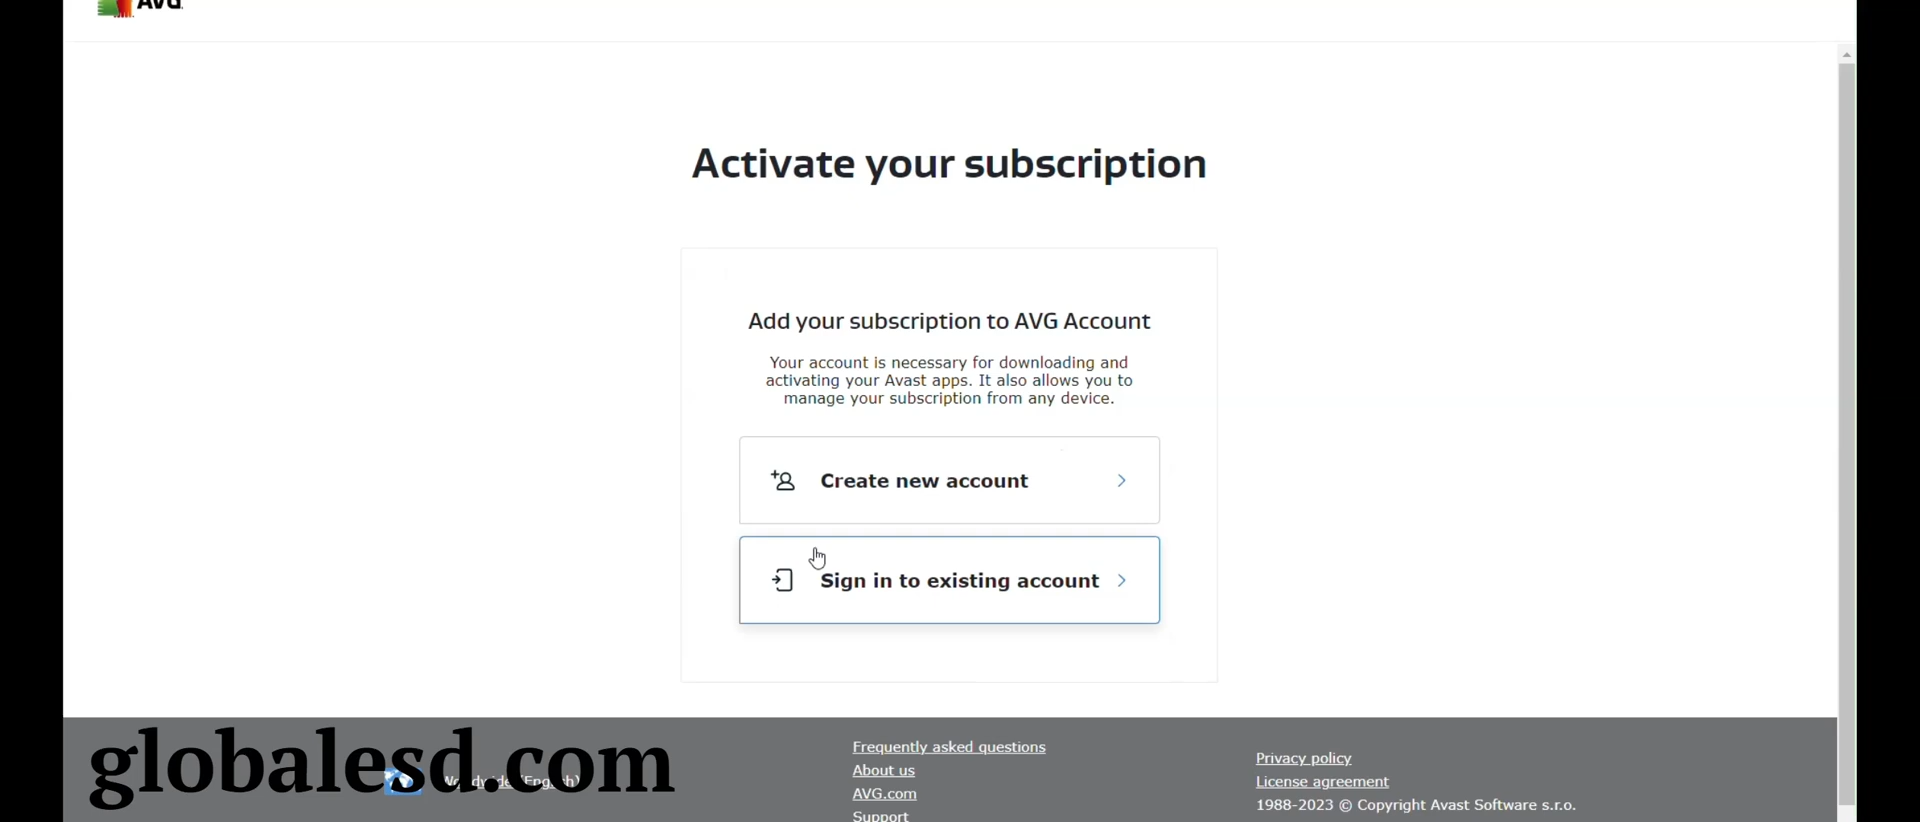 AVG
Activate your subscription
Add your subscription to AVG Account
Your account is necessary for downloading and
activating your Avast apps. It also allows you to
manage your subscription from any device.
Create new account
Sign in to existing account
globalesd.com
Worldwide (English)
Frequently asked questions
About us
AVG.com
Support
Privacy policy
License agreement
1988-2023 © Copyright Avast Software s.r.o.